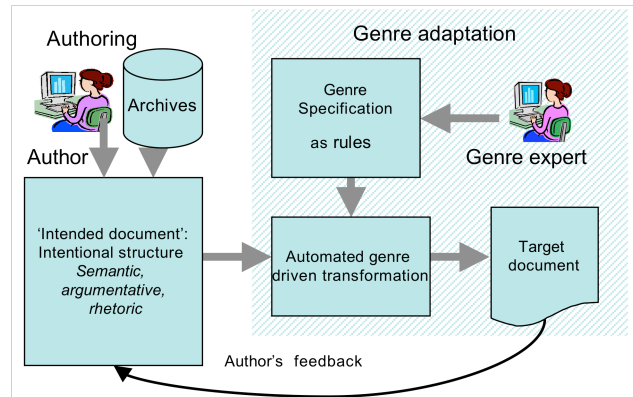 Authoring
Genre adaptation
Archives
Author
Genre
Specification
as rules
Genre expert
‘Intended document’:
Intentional structure
Semantic,
argumentative,
rhetoric
Automated genre
driven transformation
Target
document
Author’s feedback